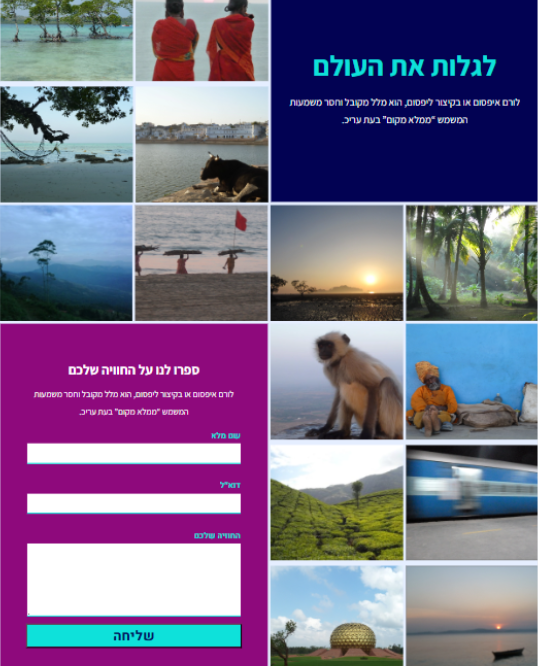 לגלות את העולם
לורם איפסום או בקיצור ליפסום, הוא מלל מקובל וחסר משמעות
המשמש "ממלא מקום" בעת עריכ.
ספרו לנו על החוויה שלכם
לורם איפסום או בקיצור ליפסום, הוא מלל מקובל וחסר משמעות
המשמש "ממלא מקום" בעת עריכ.
שם מלא
דוא"ל
החוויה שלכם
שליחה